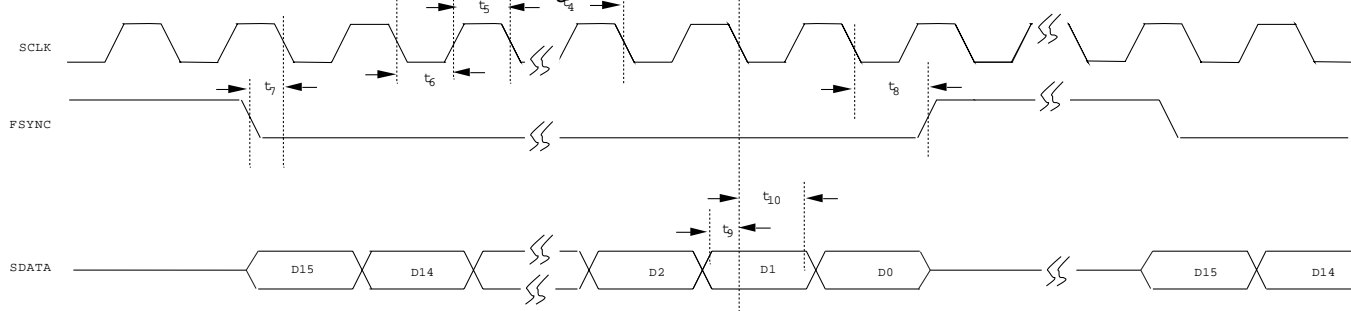 t5
t4
SCLK
t6
t7
t8
FSYNC
t10
t9
SDATA
D15
D14
D2
D1
D0
D15
D14